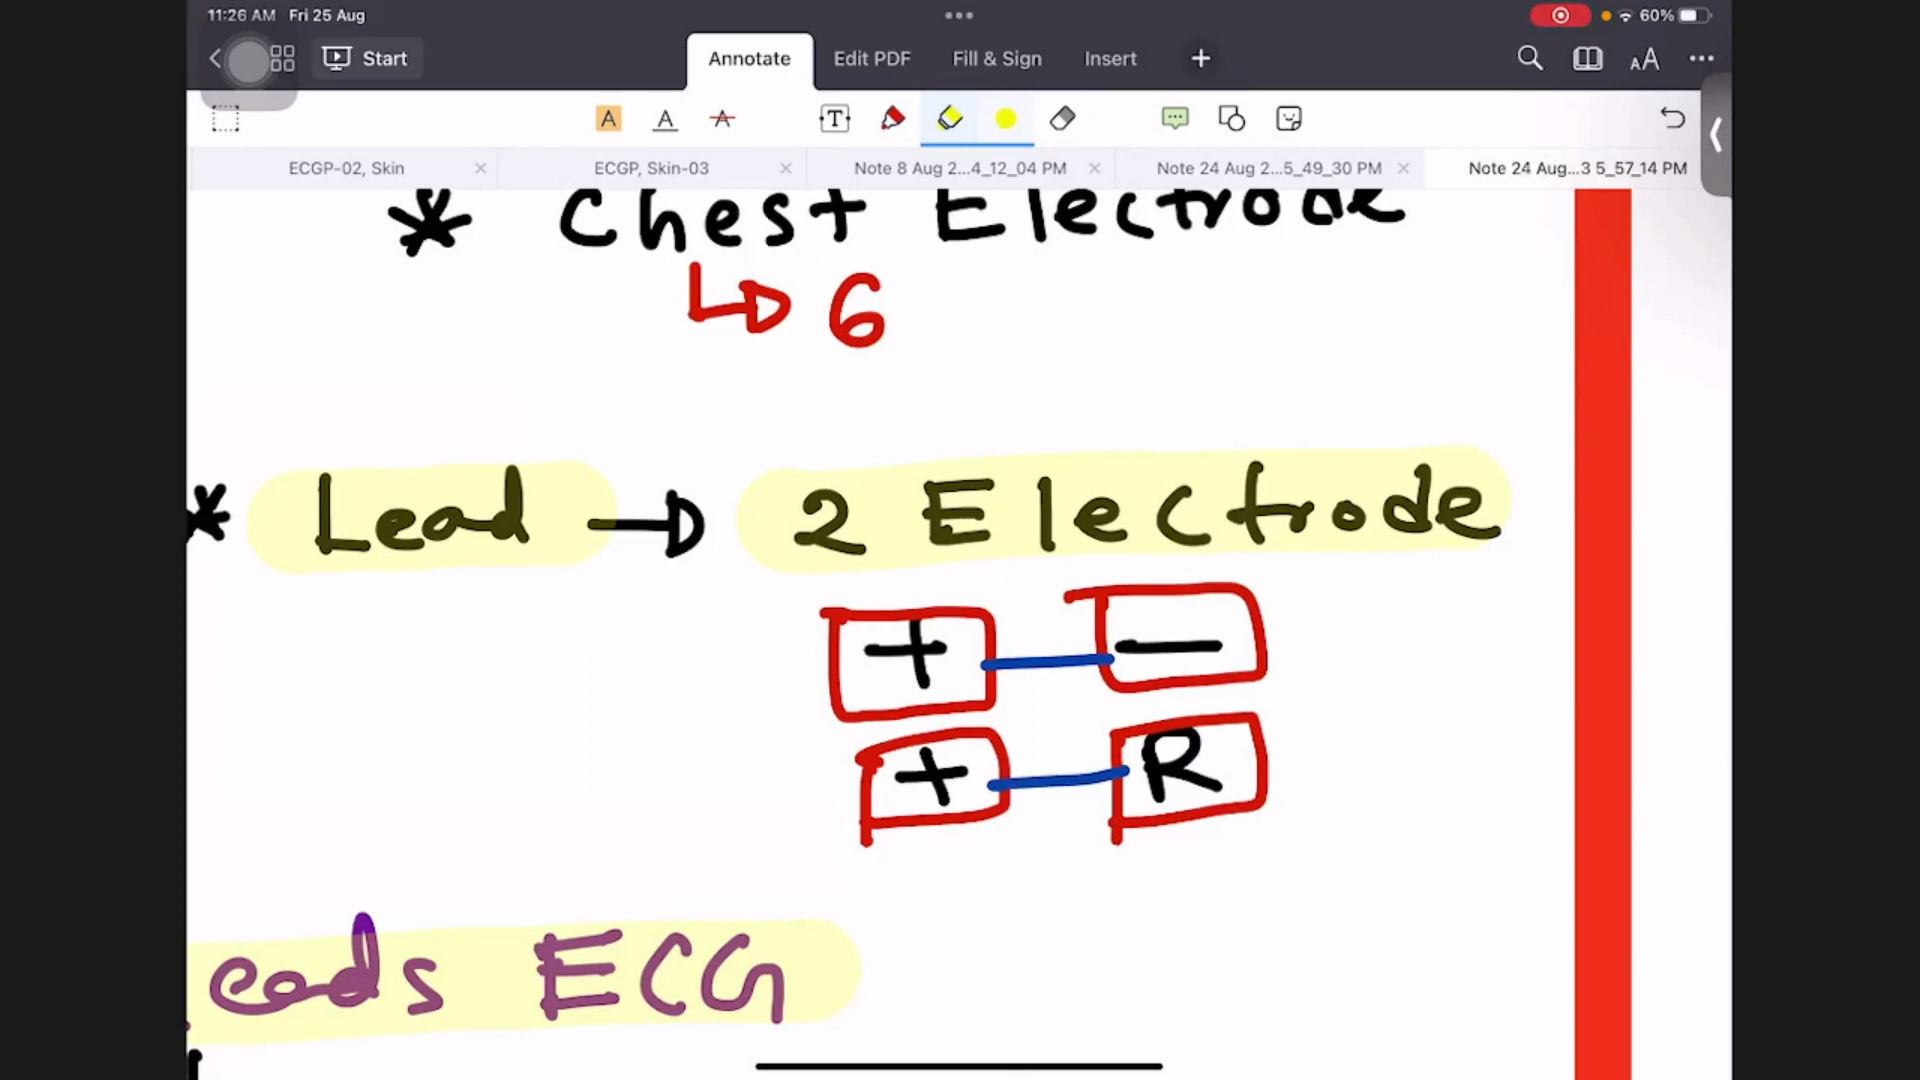 11:26 AM Fri 25 Aug
60%
Start
Annotate
Edit PDF
Fill & Sign
Insert
ECGP-02, Skin
ECGP, Skin-03
Note 8 Aug 2...4_12_04 PM
Note 24 Aug 2...5_49_30 PM
Note 24 Aug...3 5_57_14 PM
* Chest Electrode
6
* Lead → 2 Electrode
+ —
+ R
eads ECG